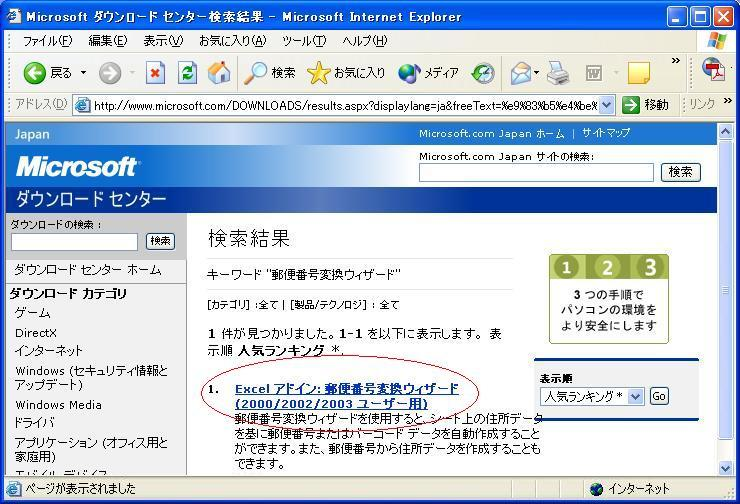 Microsoft ダウンロード センター検索結果 - Microsoft Internet Explorer
ファイル(F) 編集(E) 表示(V) お気に入り(A) ツール(T) ヘルプ(H)
戻る 検索 お気に入り メディア
アドレス(D) http://www.microsoft.com/DOWNLOADS/results.aspx?displaylang=ja&freeText=%e9%83%b5%e4%be% 移動 リンク »
Japan
Microsoft.com Japan ホーム | サイトマップ
Microsoft
Microsoft.com Japan サイトの検索:
検索
ダウンロード センター
ダウンロードの検索 :
検索
ダウンロード センター ホーム
ダウンロード カテゴリ
ゲーム
DirectX
インターネット
Windows (セキュリティ情報と
アップデート)
Windows Media
ドライバ
アプリケーション (オフィス用と
家庭用)
モバイル デバイス
検索結果
キーワード "郵便番号変換ウィザード"
[カテゴリ] :全て | [製品/テクノロジ] : 全て
1 件が見つかりました。1-1 を以下に表示します。 表
示順 人気ランキング *.
1. Excel アドイン: 郵便番号変換ウィザード
(2000/2002/2003 ユーザー用)
郵便番号変換ウィザードを使用すると、シート上の住所データ
を基に郵便番号またはバーコード データを自動作成すること
ができます。また、郵便番号から住所データを作成することも
できます。
1 2 3
3 つの手順で
パソコンの環境を
より安全にします
表示順
人気ランキング * Go
ページが表示されました
インターネット